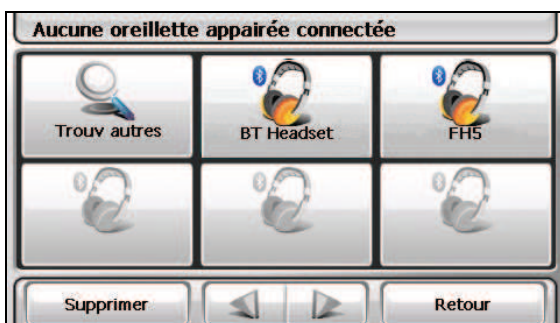 Aucune oreillette appairée connectée
Trouv autres
BT Headset
FH5
Supprimer
Retour